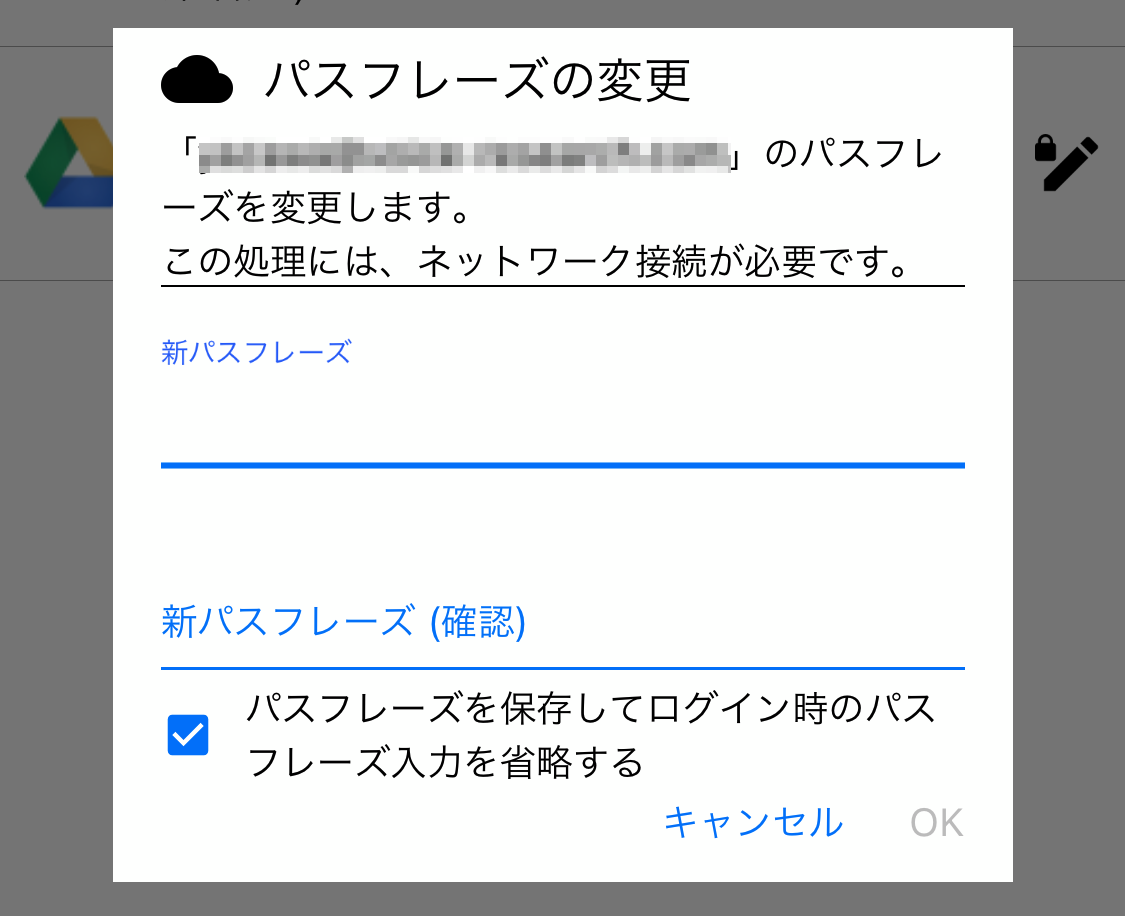 パスフレーズの変更
「」のパスフレ
ーズを変更します。
この処理には、ネットワーク接続が必要です。
新パスフレーズ
新パスフレーズ (確認)
パスフレーズを保存してログイン時のパス
フレーズ入力を省略する
キャンセル OK